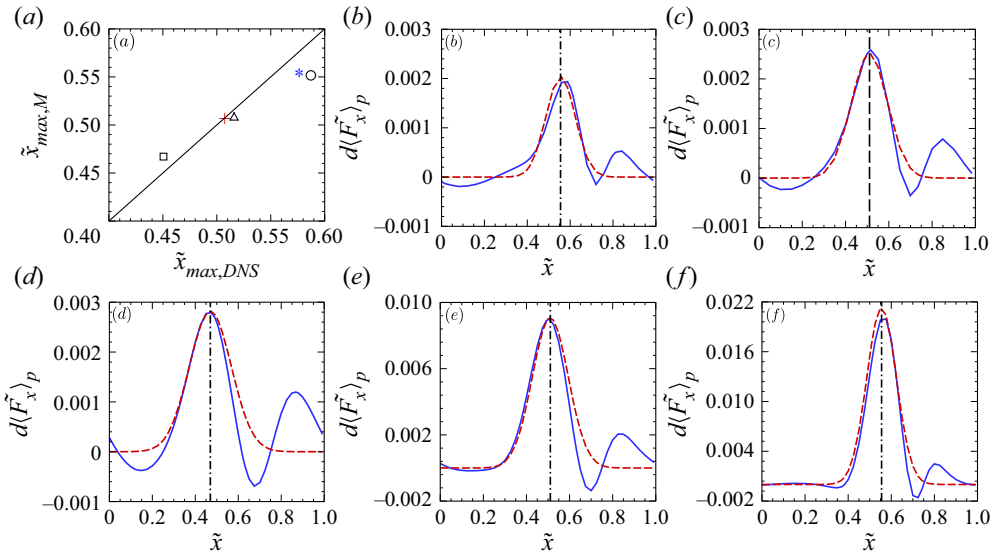 (a)
0.60
(a)
0.55
x̃max,M
0.50
0.45
0.40
0.45 0.50 0.55 0.60
x̃max,DNS
(b)
0.003
(b)
0.002
d⟨F̃x⟩p
0.001
0
−0.001
0 0.2 0.4 0.6 0.8 1.0
x̃
(c)
0.003
(c)
0.002
d⟨F̃x⟩p
0.001
0
−0.001
0 0.2 0.4 0.6 0.8 1.0
x̃
(d)
0.003
(d)
0.002
d⟨F̃x⟩p
0.001
0
−0.001
0 0.2 0.4 0.6 0.8 1.0
x̃
(e)
0.010
(e)
0.006
d⟨F̃x⟩p
0.002
−0.002
0 0.2 0.4 0.6 0.8 1.0
x̃
(f)
0.022
(f)
0.016
d⟨F̃x⟩p
0.010
0.004
−0.002
0 0.2 0.4 0.6 0.8 1.0
x̃